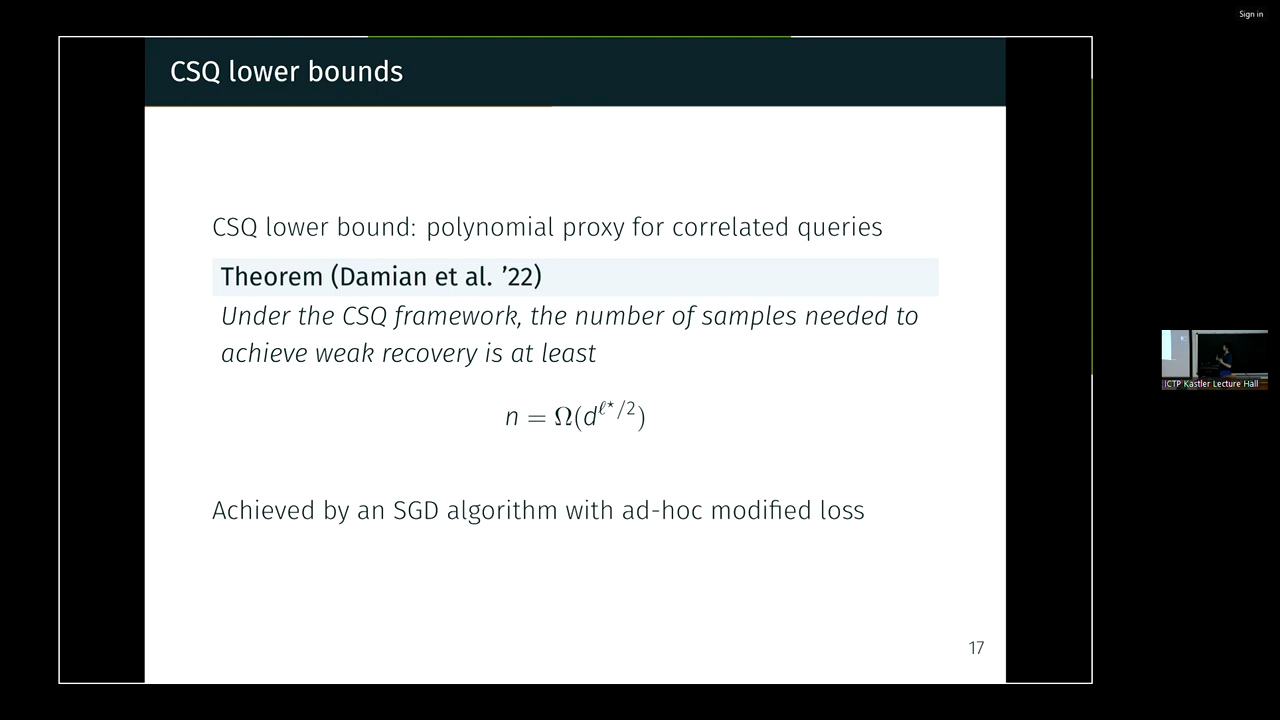 Sign in
CSQ lower bounds
CSQ lower bound: polynomial proxy for correlated queries
Theorem (Damian et al. ’22)
Under the CSQ framework, the number of samples needed to
achieve weak recovery is at least
n = Ω(d^{ℓ⋆/2})
Achieved by an SGD algorithm with ad-hoc modified loss
17
ICTP Kastler Lecture Hall